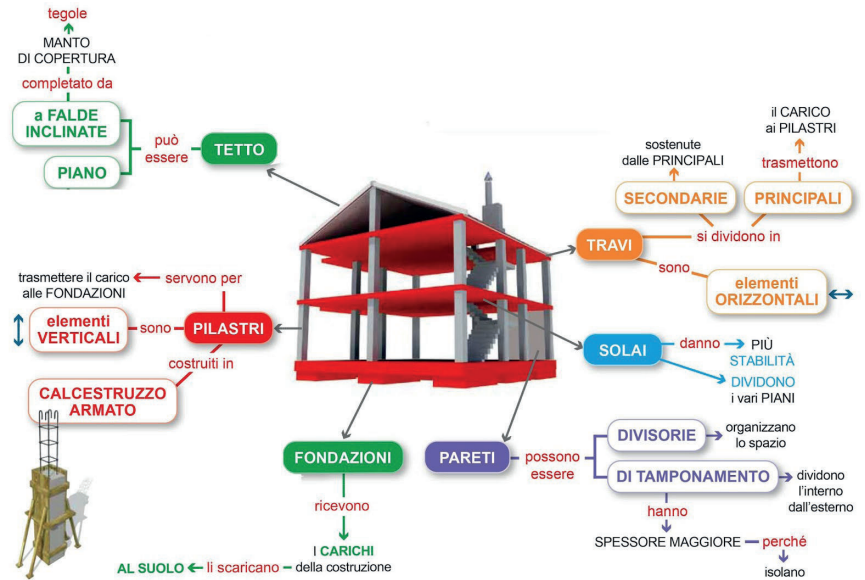 tegole
MANTO
DI COPERTURA
completato da
a FALDE
INCLINATE
PIANO
può
essere
TETTO
il CARICO
ai PILASTRI
sostenute
dalle PRINCIPALI
trasmettono
SECONDARIE
PRINCIPALI
TRAVI
si dividono in
sono
elementi
ORIZZONTALI
trasmettere il carico
alle FONDAZIONI
servono per
elementi
VERTICALI
sono
PILASTRI
costruiti in
CALCESTRUZZO
ARMATO
SOLAI
danno
PIÙ
STABILITÀ
DIVIDONO
i vari PIANI
FONDAZIONI
ricevono
I CARICHI
della costruzione
li scaricano
AL SUOLO
PARETI
possono
essere
DIVISORIE
organizzano
lo spazio
DI TAMPONAMENTO
dividono
l'interno
dall'esterno
hanno
SPESSORE MAGGIORE
perché
isolano